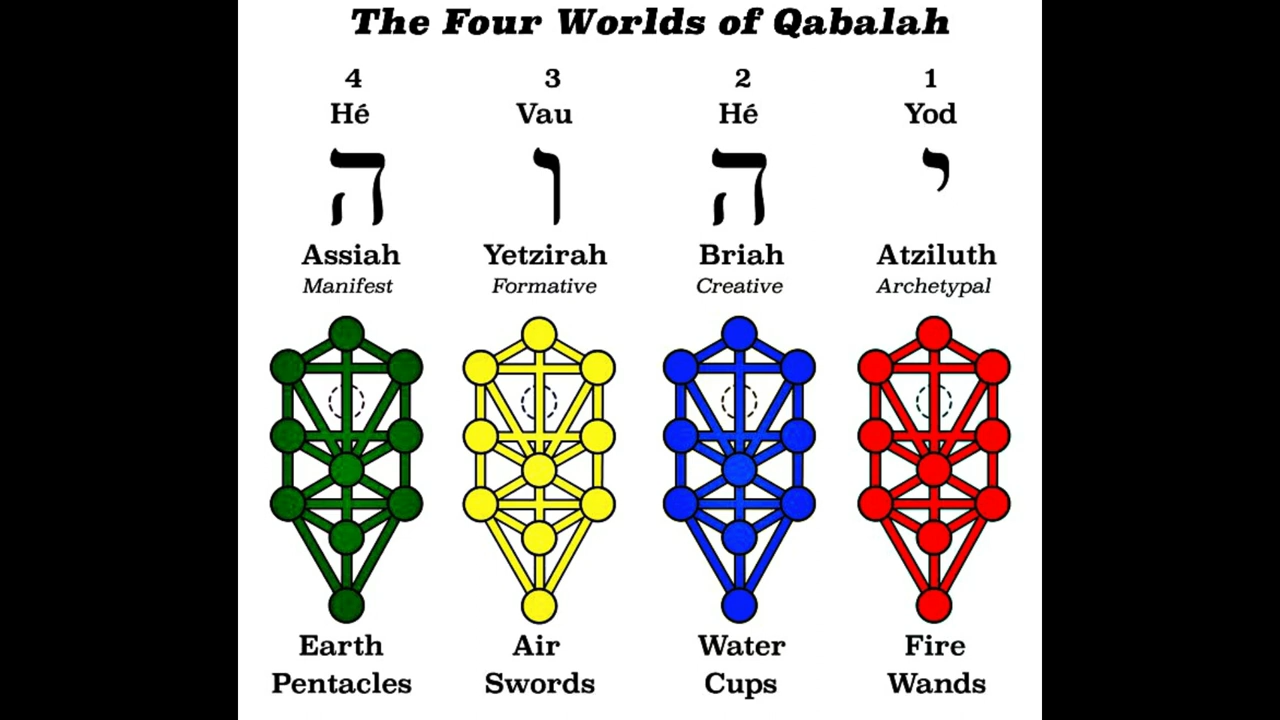 The Four Worlds of Qabalah
4 3 2 1
Hé Vau Hé Yod
ה ו ה י
Assiah Yetzirah Briah Atziluth
Manifest Formative Creative Archetypal
Earth Air Water Fire
Pentacles Swords Cups Wands